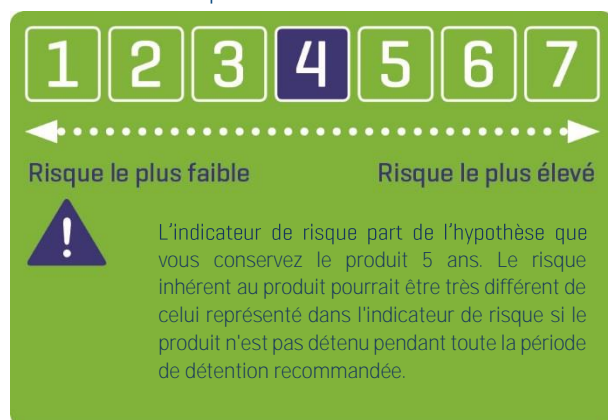 1 2 3 4 5 6 7
Risque le plus faible Risque le plus élevé
L'indicateur de risque part de l'hypothèse que
vous conservez le produit 5 ans. Le risque
inhérent au produit pourrait être très différent de
celui représenté dans l'indicateur de risque si le
produit n'est pas détenu pendant toute la période
de détention recommandée.